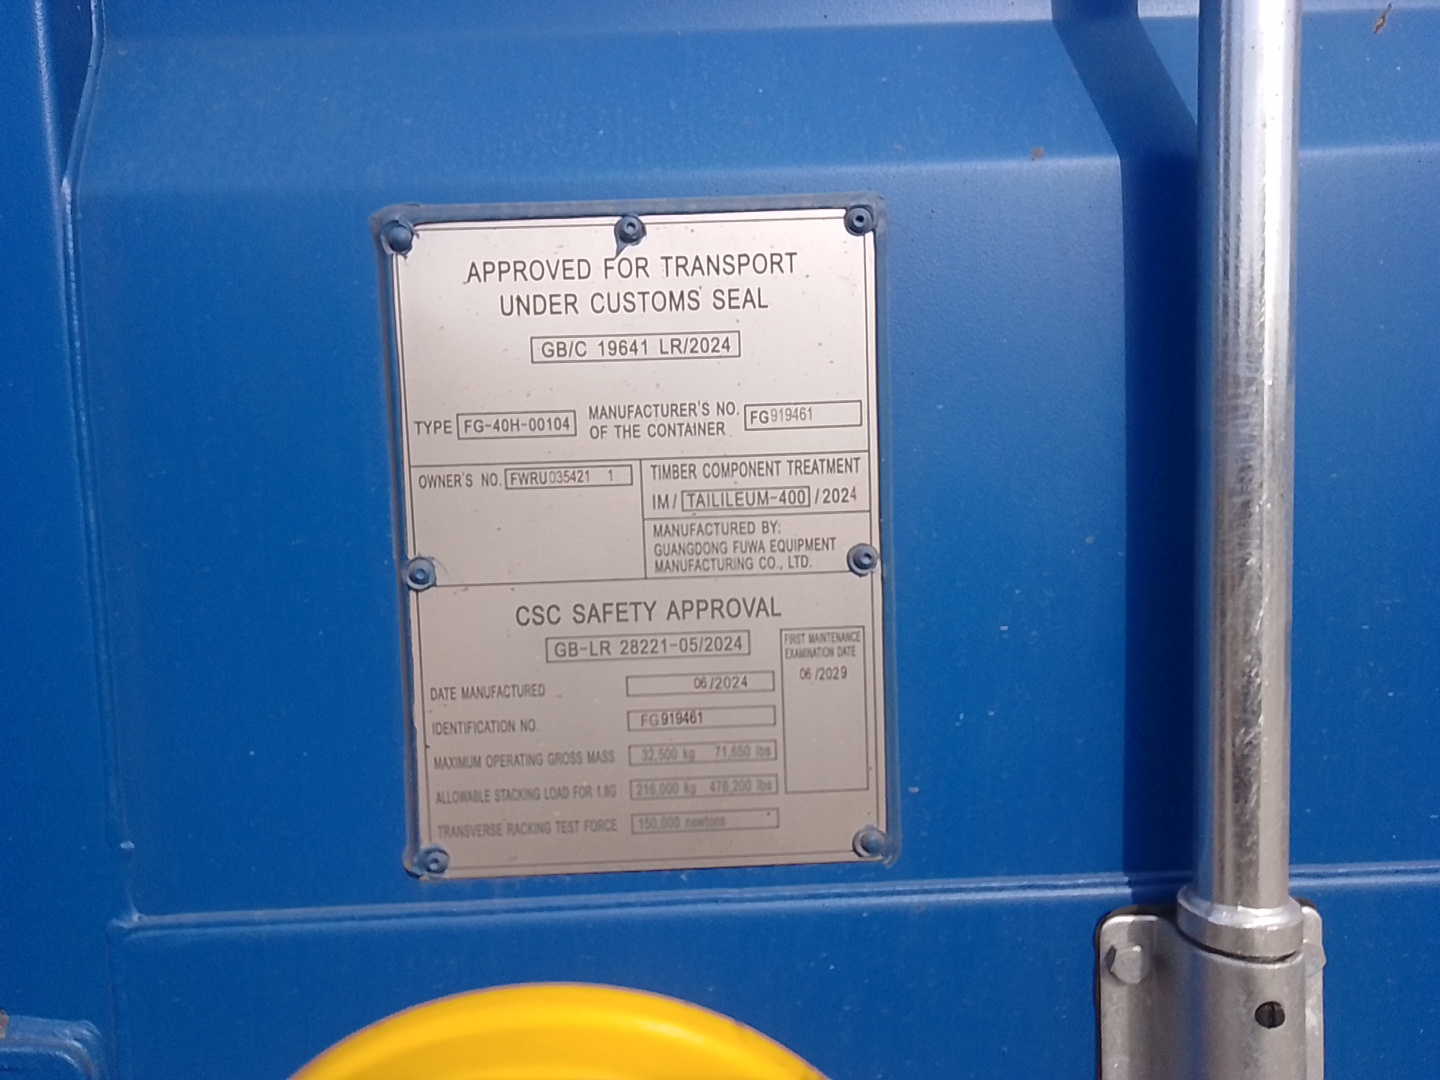 APPROVED FOR TRANSPORT
UNDER CUSTOMS SEAL
GB/C 19641 LR/2024
TYPE FG-40H-00104
MANUFACTURER'S NO.
OF THE CONTAINER
FG919461
OWNER'S NO. FWRU035421 1
TIMBER COMPONENT TREATMENT
IM/ TAILILEUM-400 /2024
MANUFACTURED BY:
GUANGDONG FUWA EQUIPMENT
MANUFACTURING CO., LTD.
CSC SAFETY APPROVAL
GB-LR 28221-05/2024
FIRST MAINTENANCE
EXAMINATION DATE
06/2029
DATE MANUFACTURED 06/2024
IDENTIFICATION NO. FG919461
MAXIMUM OPERATING GROSS MASS 32,500 kg 71,650 lbs
ALLOWABLE STACKING LOAD FOR 1.8G 216,000 kg 476,200 lbs
TRANSVERSE RACKING TEST FORCE 150,000 newtons